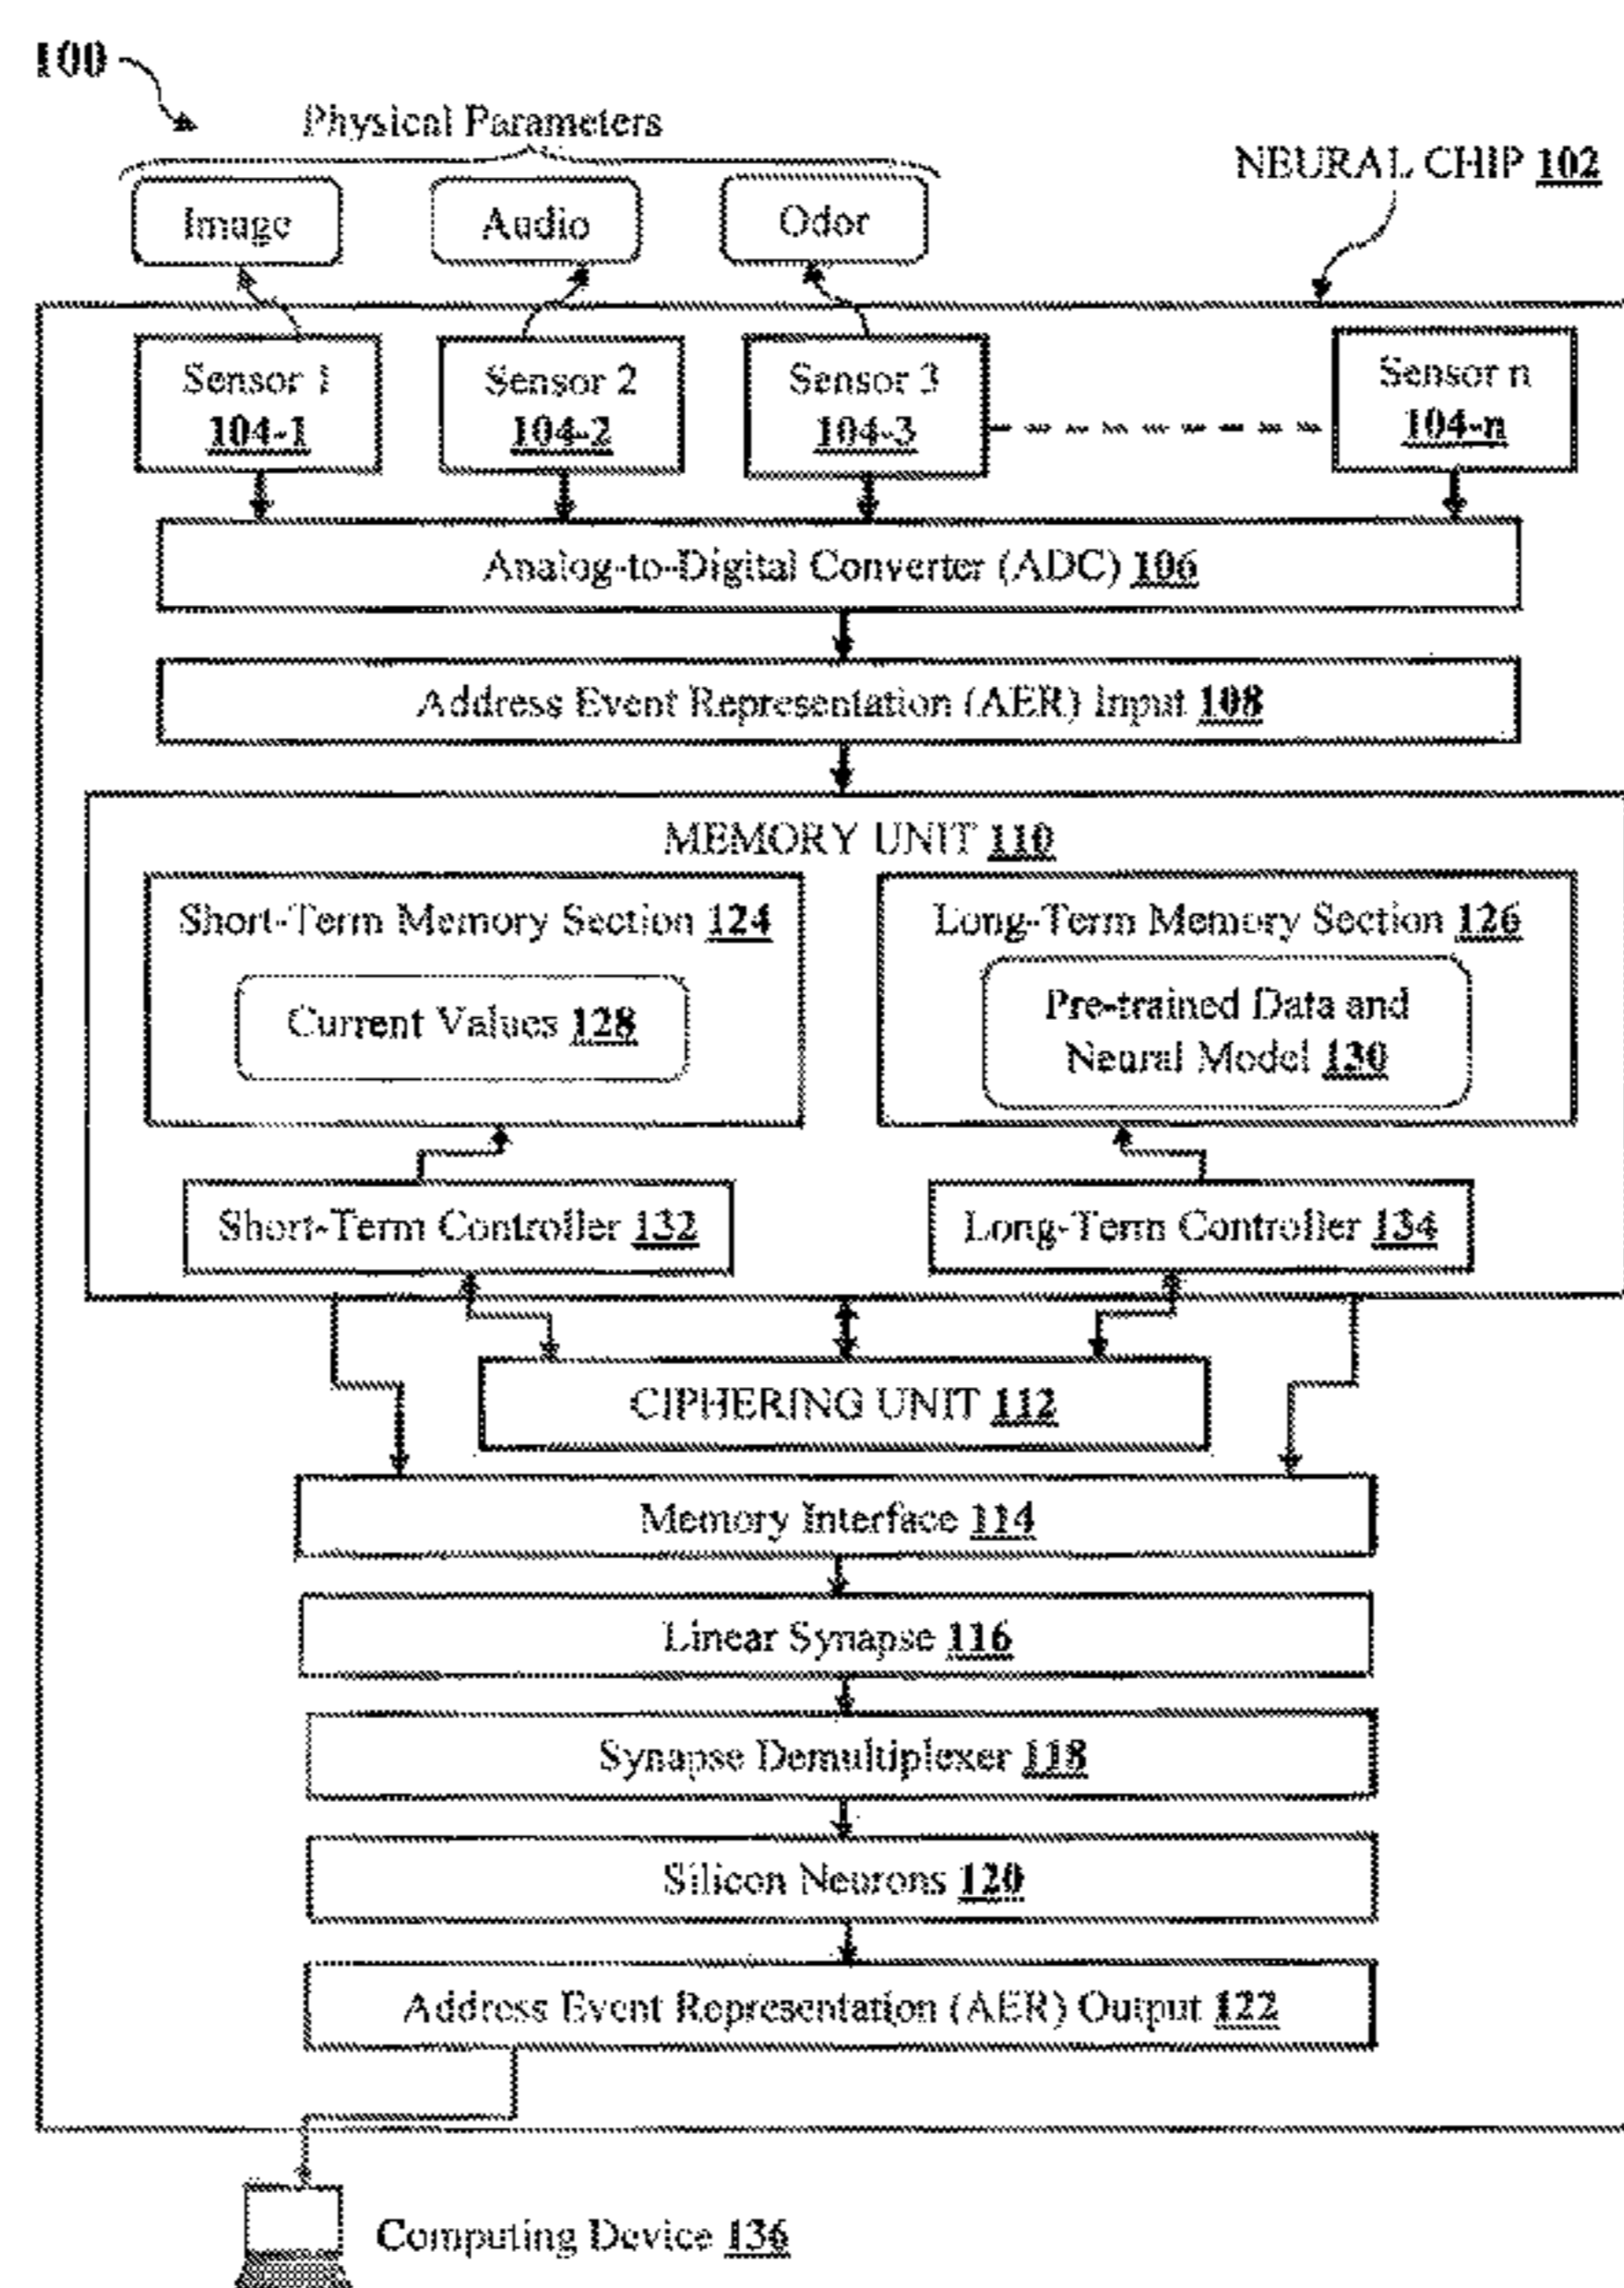 100
Physical Parameters
NEURAL CHIP 102
Image
Audio
Odor
Sensor 1
104-1
Sensor 2
104-2
Sensor 3
104-3
Sensor n
104-n
Analog-to-Digital Converter (ADC) 106
Address Event Representation (AER) Input 108
MEMORY UNIT 110
Short-Term Memory Section 124
Current Values 128
Long-Term Memory Section 126
Pre-trained Data and
Neural Model 130
Short-Term Controller 132
Long-Term Controller 134
CIPHERING UNIT 112
Memory Interface 114
Linear Synapse 116
Synapse Demultiplexer 118
Silicon Neurons 120
Address Event Representation (AER) Output 122
Computing Device 136